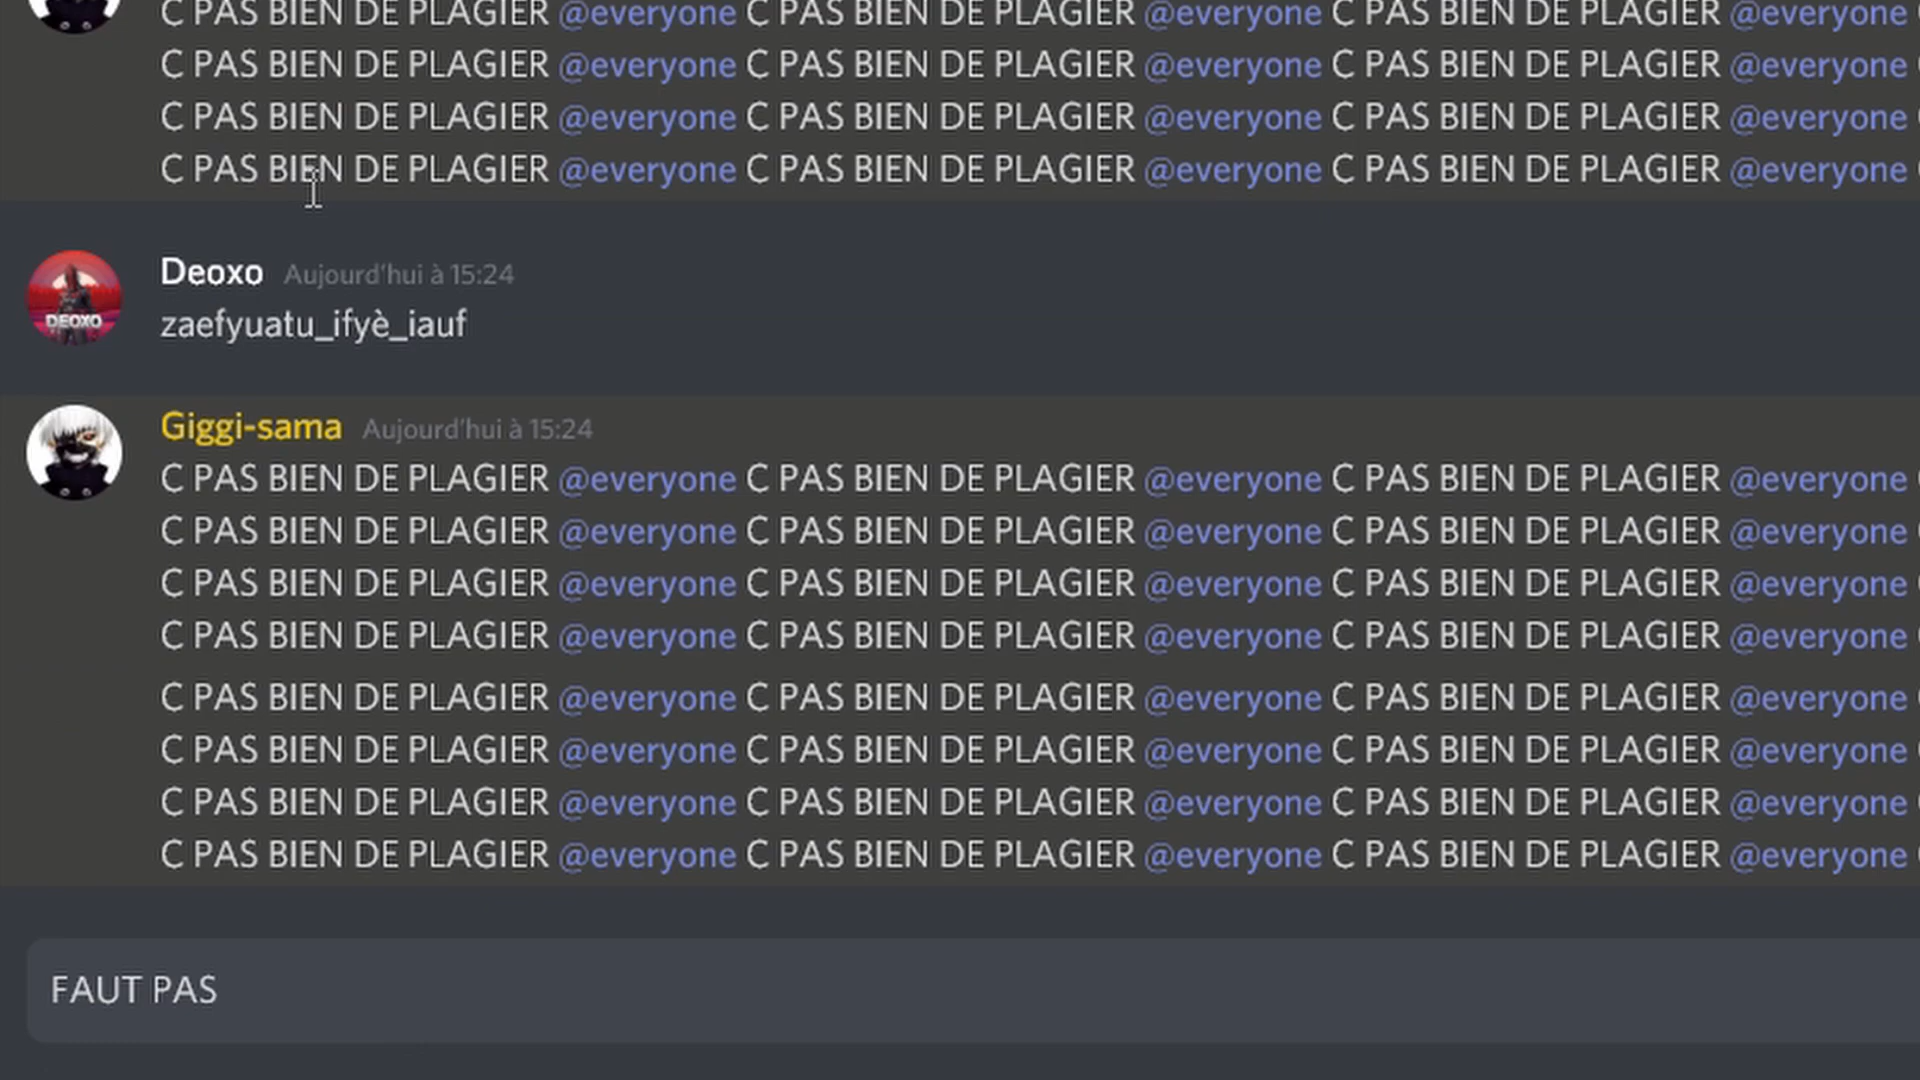 C PAS BIEN DE PLAGIER @everyone C PAS BIEN DE PLAGIER @everyone C PAS BIEN DE PLAGIER @everyone
C PAS BIEN DE PLAGIER @everyone C PAS BIEN DE PLAGIER @everyone C PAS BIEN DE PLAGIER @everyone
C PAS BIEN DE PLAGIER @everyone C PAS BIEN DE PLAGIER @everyone C PAS BIEN DE PLAGIER @everyone
C PAS BIEN DE PLAGIER @everyone C PAS BIEN DE PLAGIER @everyone C PAS BIEN DE PLAGIER @everyone
Deoxo Aujourd'hui à 15:24
DEOXO
zaefyuatu_ifyè_iauf
Giggi-sama Aujourd'hui à 15:24
C PAS BIEN DE PLAGIER @everyone C PAS BIEN DE PLAGIER @everyone C PAS BIEN DE PLAGIER @everyone
C PAS BIEN DE PLAGIER @everyone C PAS BIEN DE PLAGIER @everyone C PAS BIEN DE PLAGIER @everyone
C PAS BIEN DE PLAGIER @everyone C PAS BIEN DE PLAGIER @everyone C PAS BIEN DE PLAGIER @everyone
C PAS BIEN DE PLAGIER @everyone C PAS BIEN DE PLAGIER @everyone C PAS BIEN DE PLAGIER @everyone
C PAS BIEN DE PLAGIER @everyone C PAS BIEN DE PLAGIER @everyone C PAS BIEN DE PLAGIER @everyone
C PAS BIEN DE PLAGIER @everyone C PAS BIEN DE PLAGIER @everyone C PAS BIEN DE PLAGIER @everyone
C PAS BIEN DE PLAGIER @everyone C PAS BIEN DE PLAGIER @everyone C PAS BIEN DE PLAGIER @everyone
C PAS BIEN DE PLAGIER @everyone C PAS BIEN DE PLAGIER @everyone C PAS BIEN DE PLAGIER @everyone
FAUT PAS